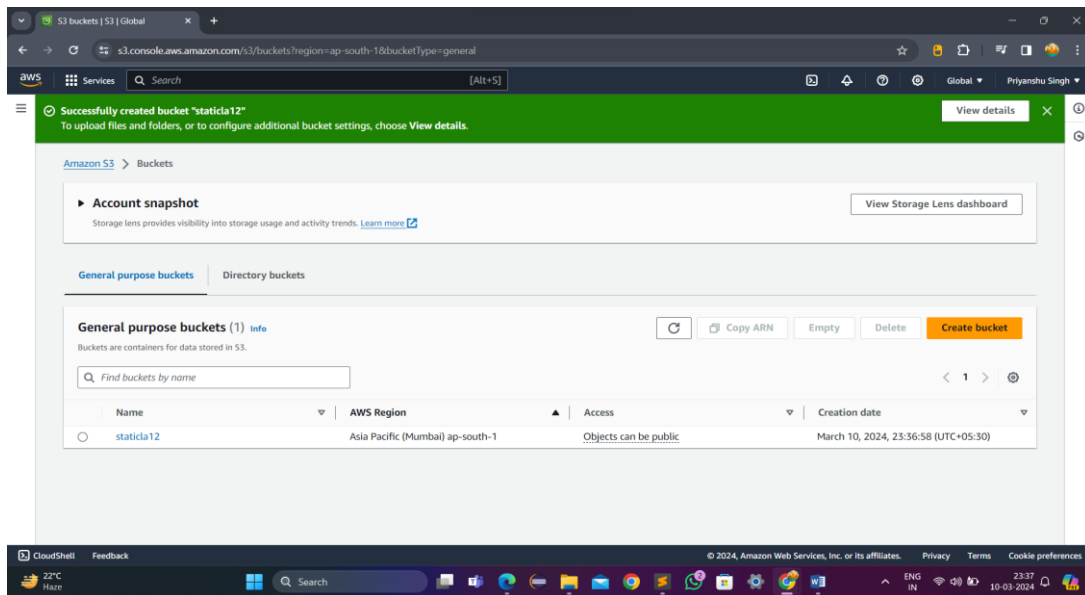 S3 buckets | S3 | Global
s3.console.aws.amazon.com/s3/buckets?region=ap-south-1&bucketType=general
aws
Services
Search
[Alt+S]
Global
Priyanshu Singh
Successfully created bucket "staticla12"
To upload files and folders, or to configure additional bucket settings, choose View details.
View details
Amazon S3 > Buckets
Account snapshot
Storage lens provides visibility into storage usage and activity trends. Learn more
View Storage Lens dashboard
General purpose buckets
Directory buckets
General purpose buckets (1) Info
Buckets are containers for data stored in S3.
Copy ARN
Empty
Delete
Create bucket
Find buckets by name
1
Name
AWS Region
Access
Creation date
staticla12
Asia Pacific (Mumbai) ap-south-1
Objects can be public
March 10, 2024, 23:36:58 (UTC+05:30)
CloudShell
Feedback
© 2024, Amazon Web Services, Inc. or its affiliates.
Privacy
Terms
Cookie preferences
22°C
Haze
Search
ENG
IN
23:37
10-03-2024